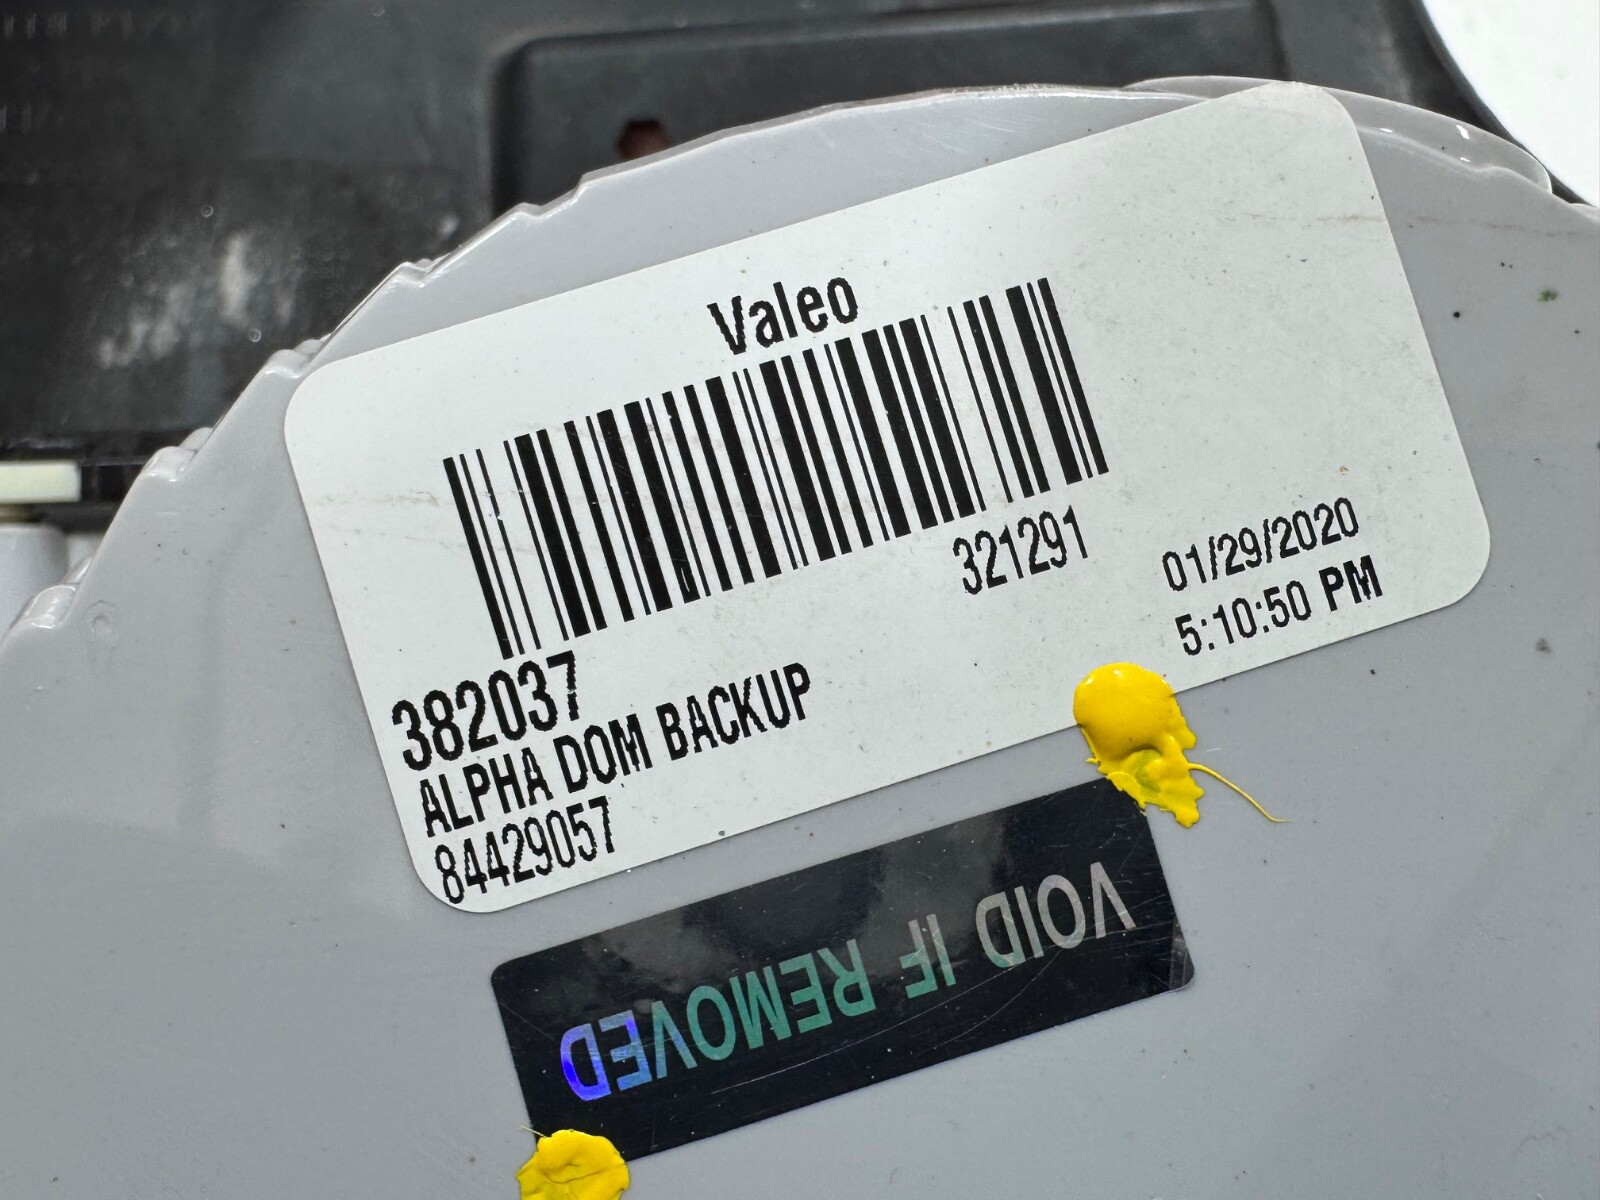 Valeo
321291
01/29/2020
5:10:50 PM
382037
ALPHA DOM BACKUP
84429057
VOID IF REMOVED